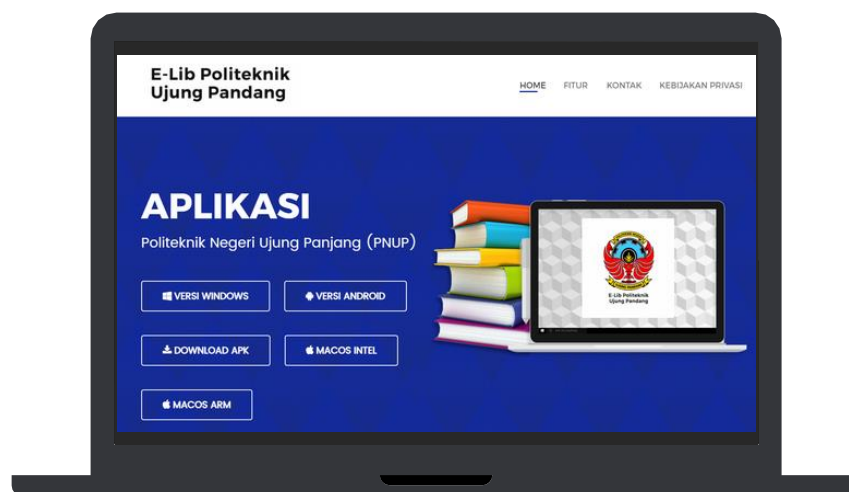 E-Lib Politeknik
Ujung Pandang
HOME FITUR KONTAK KEBIJAKAN PRIVASI
APLIKASI
Politeknik Negeri Ujung Panjang (PNUP)
VERSI WINDOWS VERSI ANDROID
DOWNLOAD APK MACOS INTEL
MACOS ARM
E-Lib Politeknik
Ujung Pandang